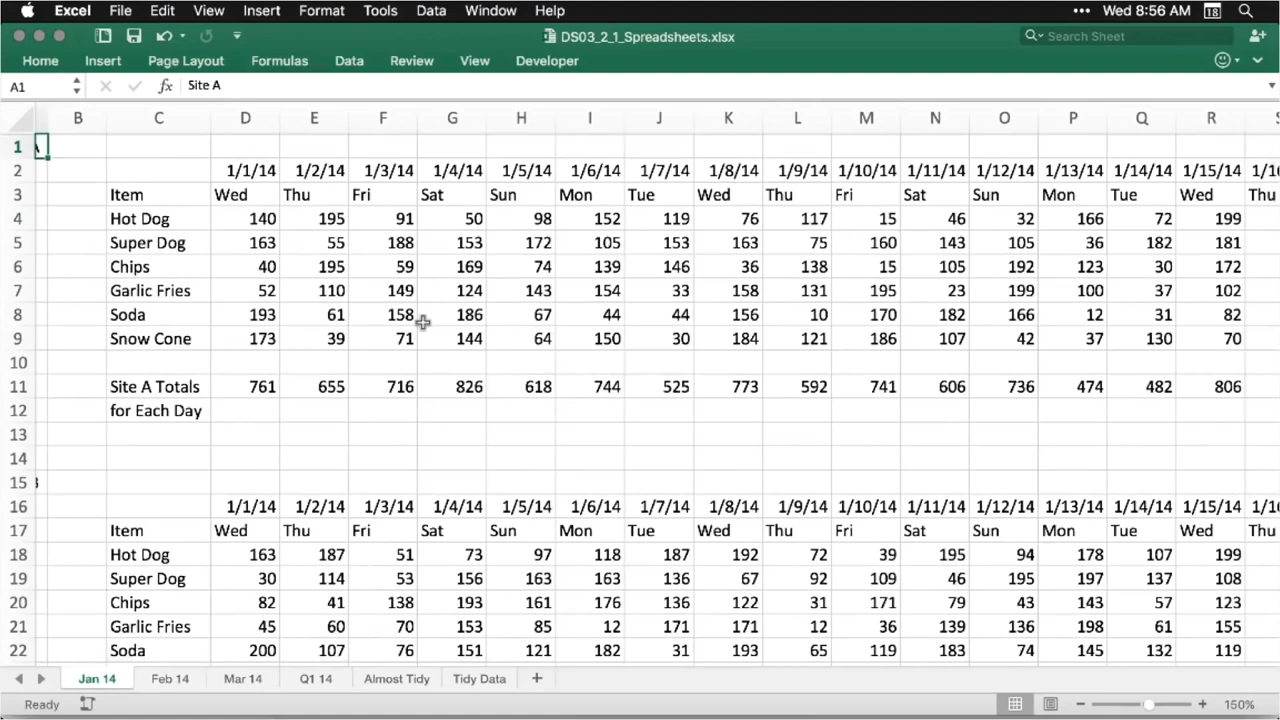 Excel File Edit View Insert Format Tools Data Window Help ••• Wed 8:56 AM 18
DS03_2_1_Spreadsheets.xlsx Search Sheet
Home Insert Page Layout Formulas Data Review View Developer
A1 fx Site A
B C D E F G H I J K L M N O P Q R
1
2 1/1/14 1/2/14 1/3/14 1/4/14 1/5/14 1/6/14 1/7/14 1/8/14 1/9/14 1/10/14 1/11/14 1/12/14 1/13/14 1/14/14 1/15/14
3 Item Wed Thu Fri Sat Sun Mon Tue Wed Thu Fri Sat Sun Mon Tue Wed Thu
4 Hot Dog 140 195 91 50 98 152 119 76 117 15 46 32 166 72 199
5 Super Dog 163 55 188 153 172 105 153 163 75 160 143 105 36 182 181
6 Chips 40 195 59 169 74 139 146 36 138 15 105 192 123 30 172
7 Garlic Fries 52 110 149 124 143 154 33 158 131 195 23 199 100 37 102
8 Soda 193 61 158 186 67 44 44 156 10 170 182 166 12 31 82
9 Snow Cone 173 39 71 144 64 150 30 184 121 186 107 42 37 130 70
10
11 Site A Totals 761 655 716 826 618 744 525 773 592 741 606 736 474 482 806
12 for Each Day
13
14
15
16 1/1/14 1/2/14 1/3/14 1/4/14 1/5/14 1/6/14 1/7/14 1/8/14 1/9/14 1/10/14 1/11/14 1/12/14 1/13/14 1/14/14 1/15/14
17 Item Wed Thu Fri Sat Sun Mon Tue Wed Thu Fri Sat Sun Mon Tue Wed Thu
18 Hot Dog 163 187 51 73 97 118 187 192 72 39 195 94 178 107 199
19 Super Dog 30 114 53 156 163 163 136 67 92 109 46 195 197 137 108
20 Chips 82 41 138 193 161 176 136 122 31 171 79 43 143 57 123
21 Garlic Fries 45 60 70 153 85 12 171 171 12 36 139 136 198 61 155
22 Soda 200 107 76 151 121 182 31 193 65 119 183 74 145 132 119
Jan 14 Feb 14 Mar 14 Q1 14 Almost Tidy Tidy Data +
Ready 150%